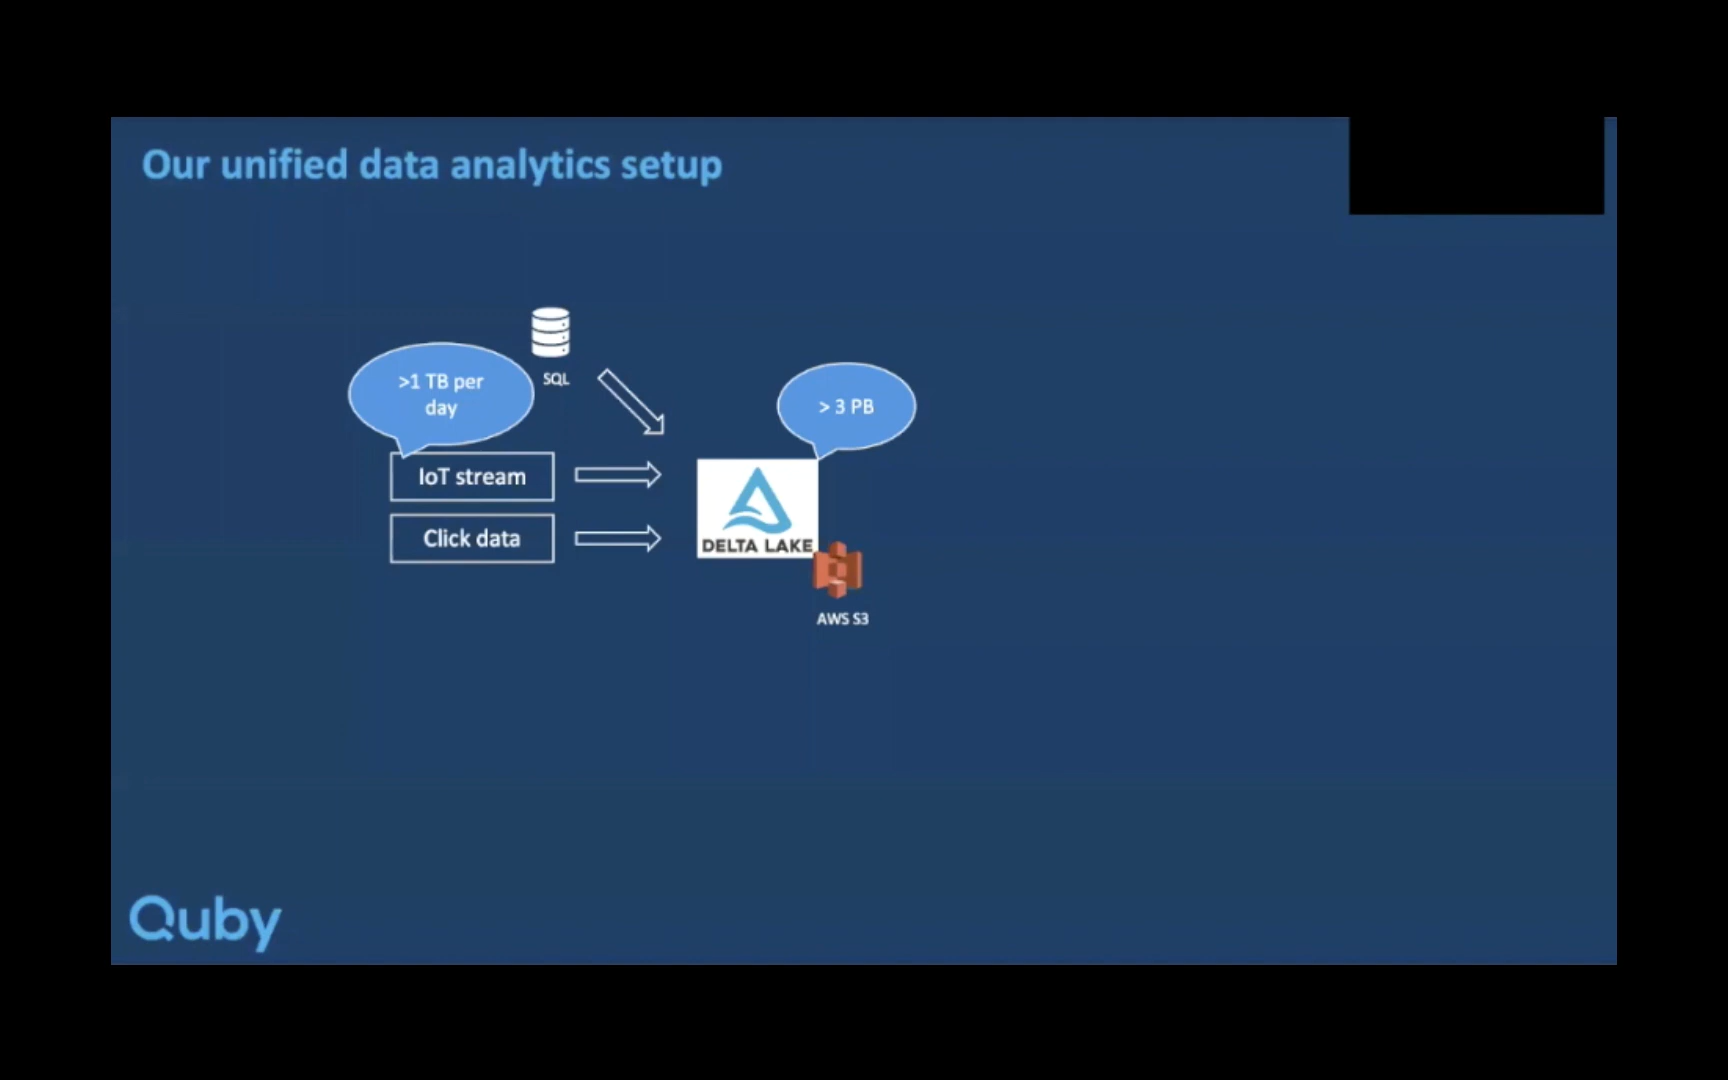 Our unified data analytics setup
SQL
>1 TB per
day
> 3 PB
IoT stream
Click data
DELTA LAKE
AWS S3
Quby